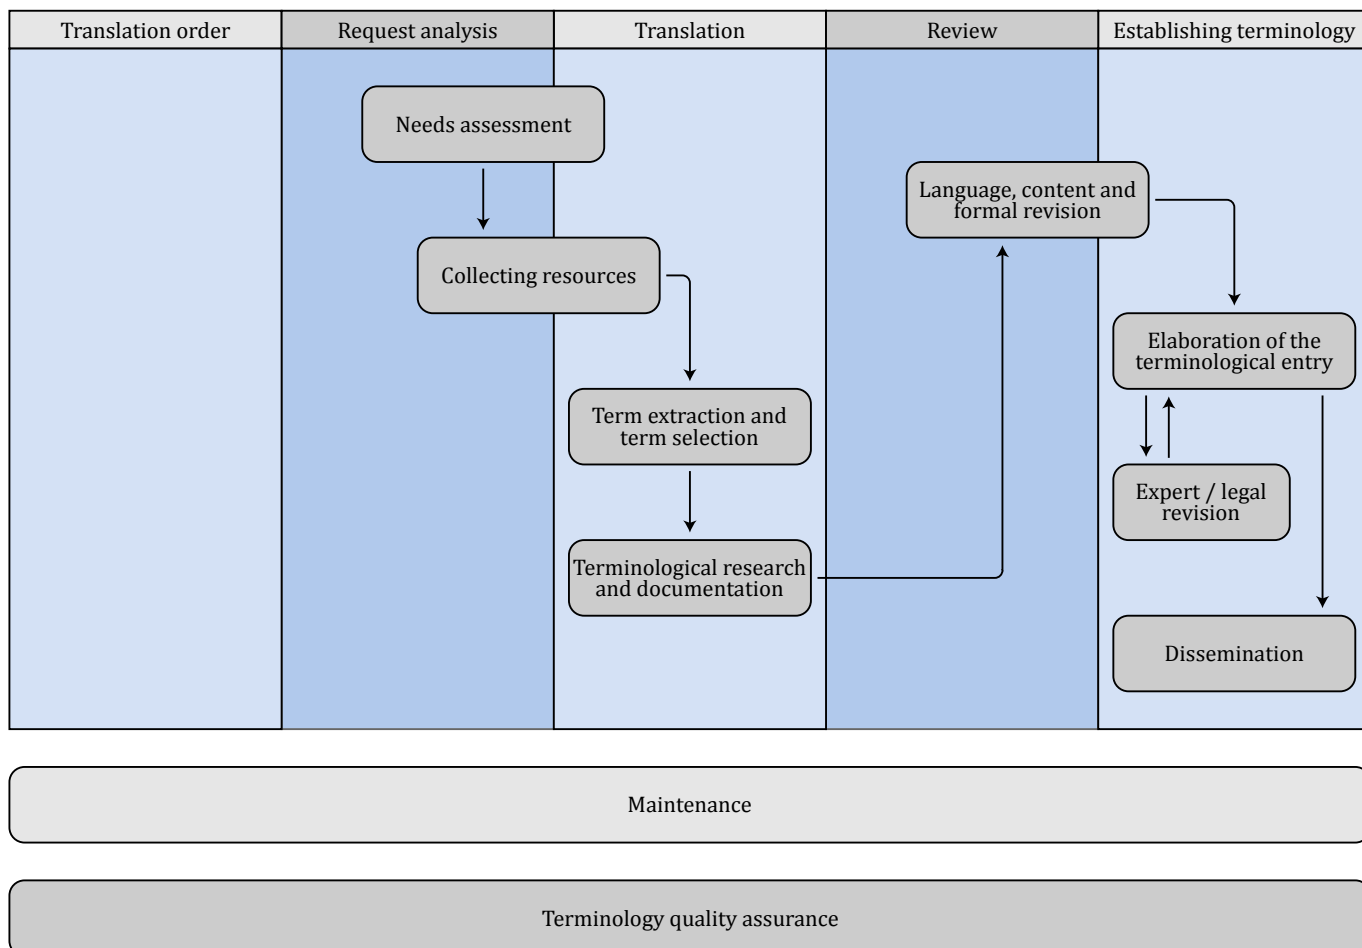 Translation order
Request analysis
Translation
Review
Establishing terminology
Needs assessment
Language, content and
formal revision
Collecting resources
Elaboration of the
terminological entry
Term extraction and
term selection
Expert / legal
revision
Terminological research
and documentation
Dissemination
Maintenance
Terminology quality assurance